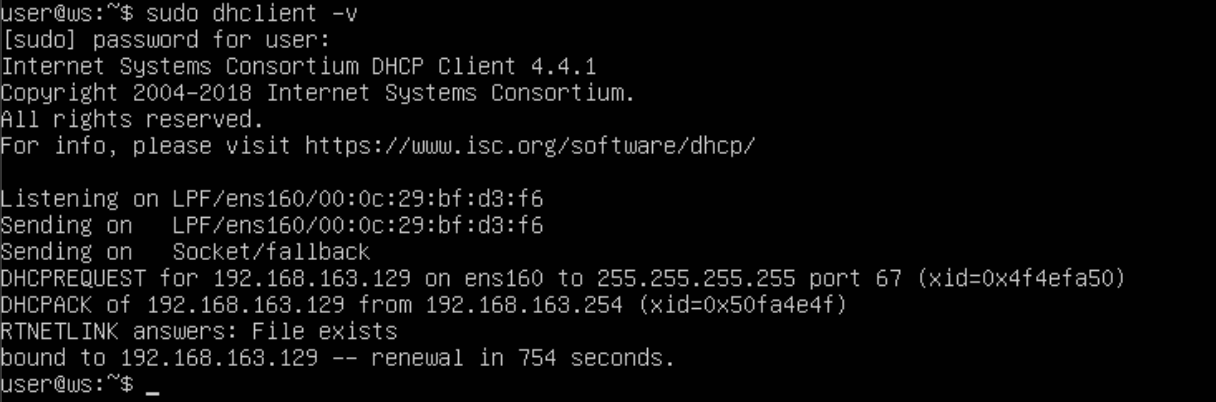 user@ws:~$ sudo dhclient -v
[sudo] password for user:
Internet Systems Consortium DHCP Client 4.4.1
Copyright 2004-2018 Internet Systems Consortium.
All rights reserved.
For info, please visit https://www.isc.org/software/dhcp/
Listening on LPF/ens160/00:0c:29:bf:d3:f6
Sending on   LPF/ens160/00:0c:29:bf:d3:f6
Sending on   Socket/fallback
DHCPREQUEST for 192.168.163.129 on ens160 to 255.255.255.255 port 67 (xid=0x4f4efa50)
DHCPACK of 192.168.163.129 from 192.168.163.254 (xid=0x50fa4e4f)
RTNETLINK answers: File exists
bound to 192.168.163.129 -- renewal in 754 seconds.
user@ws:~$ _